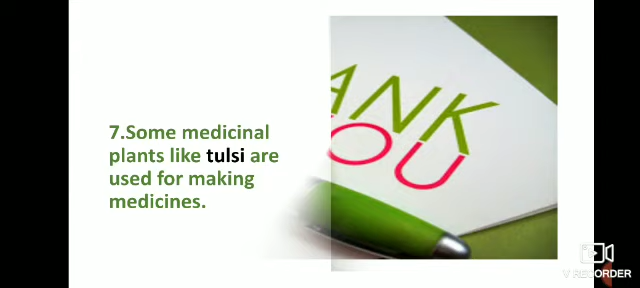 7.Some medicinal
plants like tulsi are
used for making
medicines.
ANK
OU
V RECORDER